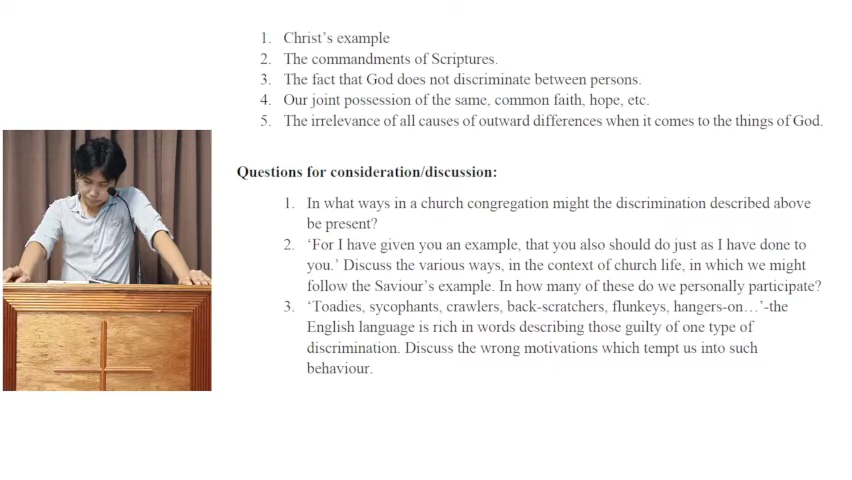 1. Christ’s example
2. The commandments of Scriptures.
3. The fact that God does not discriminate between persons.
4. Our joint possession of the same, common faith, hope, etc.
5. The irrelevance of all causes of outward differences when it comes to the things of God.
Questions for consideration/discussion:
1. In what ways in a church congregation might the discrimination described above
be present?
2. ‘For I have given you an example, that you also should do just as I have done to
you.’ Discuss the various ways, in the context of church life, in which we might
follow the Saviour’s example. In how many of these do we personally participate?
3. ‘Toadies, sycophants, crawlers, back-scratchers, flunkeys, hangers-on…’-the
English language is rich in words describing those guilty of one type of
discrimination. Discuss the wrong motivations which tempt us into such
behaviour.